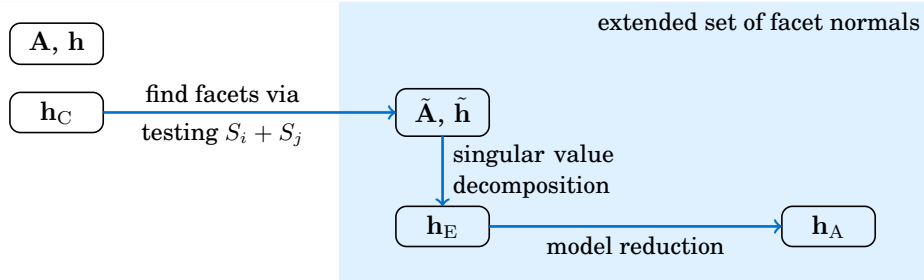 extended set of facet normals
A, h
h_C
find facets via
testing S_i + S_j
Ã, h̃
singular value
decomposition
h_E
model reduction
h_A